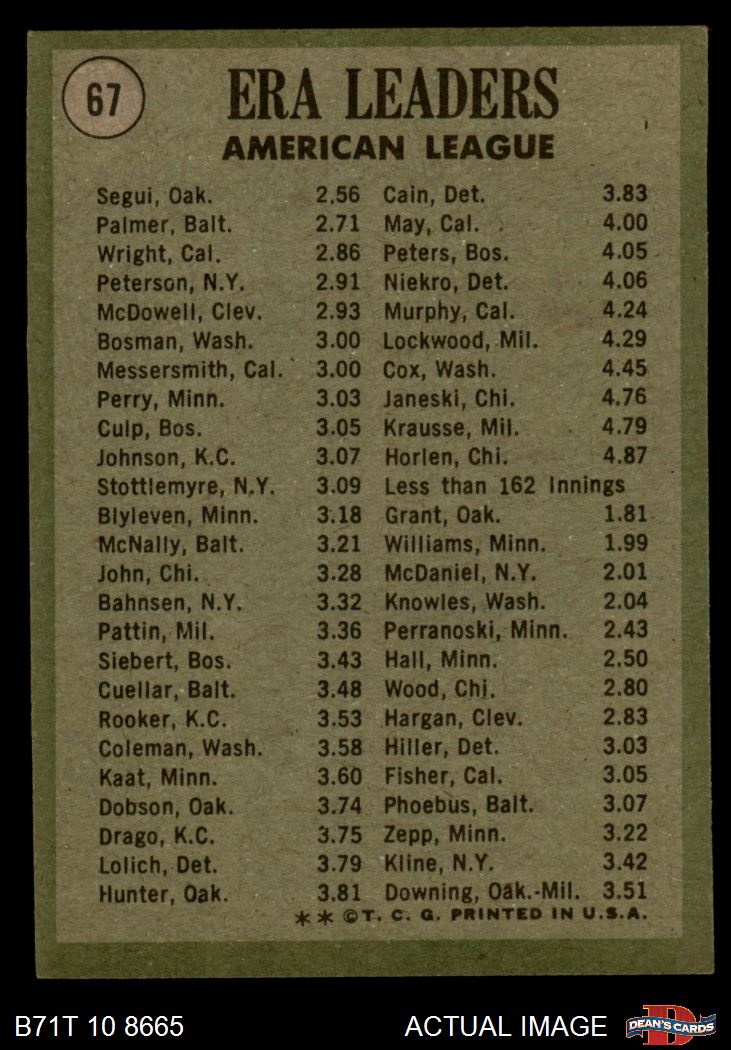 67
ERA LEADERS
AMERICAN LEAGUE
Segui, Oak. 2.56
Palmer, Balt. 2.71
Wright, Cal. 2.86
Peterson, N.Y. 2.91
McDowell, Clev. 2.93
Bosman, Wash. 3.00
Messersmith, Cal. 3.00
Perry, Minn. 3.03
Culp, Bos. 3.05
Johnson, K.C. 3.07
Stottlemyre, N.Y. 3.09
Blyleven, Minn. 3.18
McNally, Balt. 3.21
John, Chi. 3.28
Bahnsen, N.Y. 3.32
Pattin, Mil. 3.36
Siebert, Bos. 3.43
Cuellar, Balt. 3.48
Rooker, K.C. 3.53
Coleman, Wash. 3.58
Kaat, Minn. 3.60
Dobson, Oak. 3.74
Drago, K.C. 3.75
Lolich, Det. 3.79
Hunter, Oak. 3.81
Cain, Det. 3.83
May, Cal. 4.00
Peters, Bos. 4.05
Niekro, Det. 4.06
Murphy, Cal. 4.24
Lockwood, Mil. 4.29
Cox, Wash. 4.45
Janeski, Chi. 4.76
Krausse, Mil. 4.79
Horlen, Chi. 4.87
Less than 162 Innings
Grant, Oak. 1.81
Williams, Minn. 1.99
McDaniel, N.Y. 2.01
Knowles, Wash. 2.04
Perranoski, Minn. 2.43
Hall, Minn. 2.50
Wood, Chi. 2.80
Hargan, Clev. 2.83
Hiller, Det. 3.03
Fisher, Cal. 3.05
Phoebus, Balt. 3.07
Zepp, Minn. 3.22
Kline, N.Y. 3.42
Downing, Oak.-Mil. 3.51
** ©T. C. G. PRINTED IN U.S.A.
B71T 10 8665
ACTUAL IMAGE
D
DEAN'S CARDS